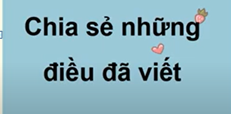 Chia sẻ những
điều đã viết